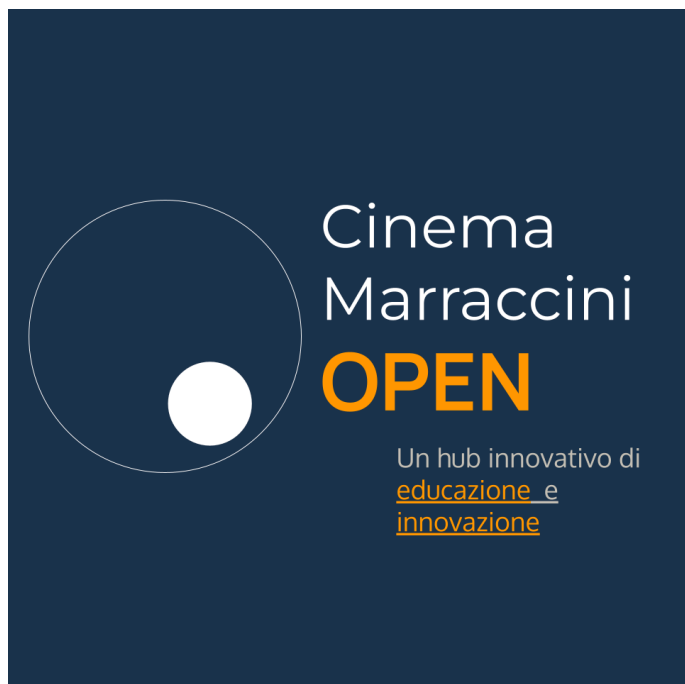 Cinema
Marraccini
OPEN
Un hub innovativo di
educazione e
innovazione